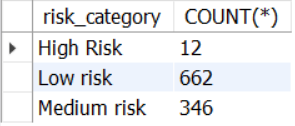 risk_category COUNT(*)
High Risk 12
Low risk 662
Medium risk 346